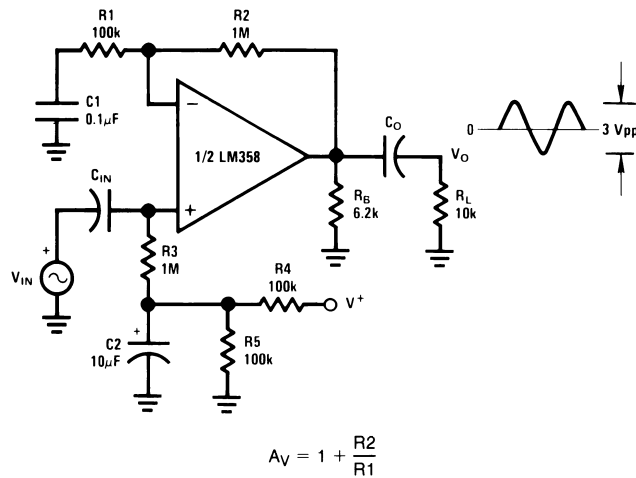 R1
100k
R2
1M
C1
0.1μF
−
1/2 LM358
+
CIN
+
VIN
R3
1M
CO
VO
RB
6.2k
RL
10k
0
3 Vpp
R4
100k
V+
+
C2
10μF
R5
100k
AV = 1 + R2/R1